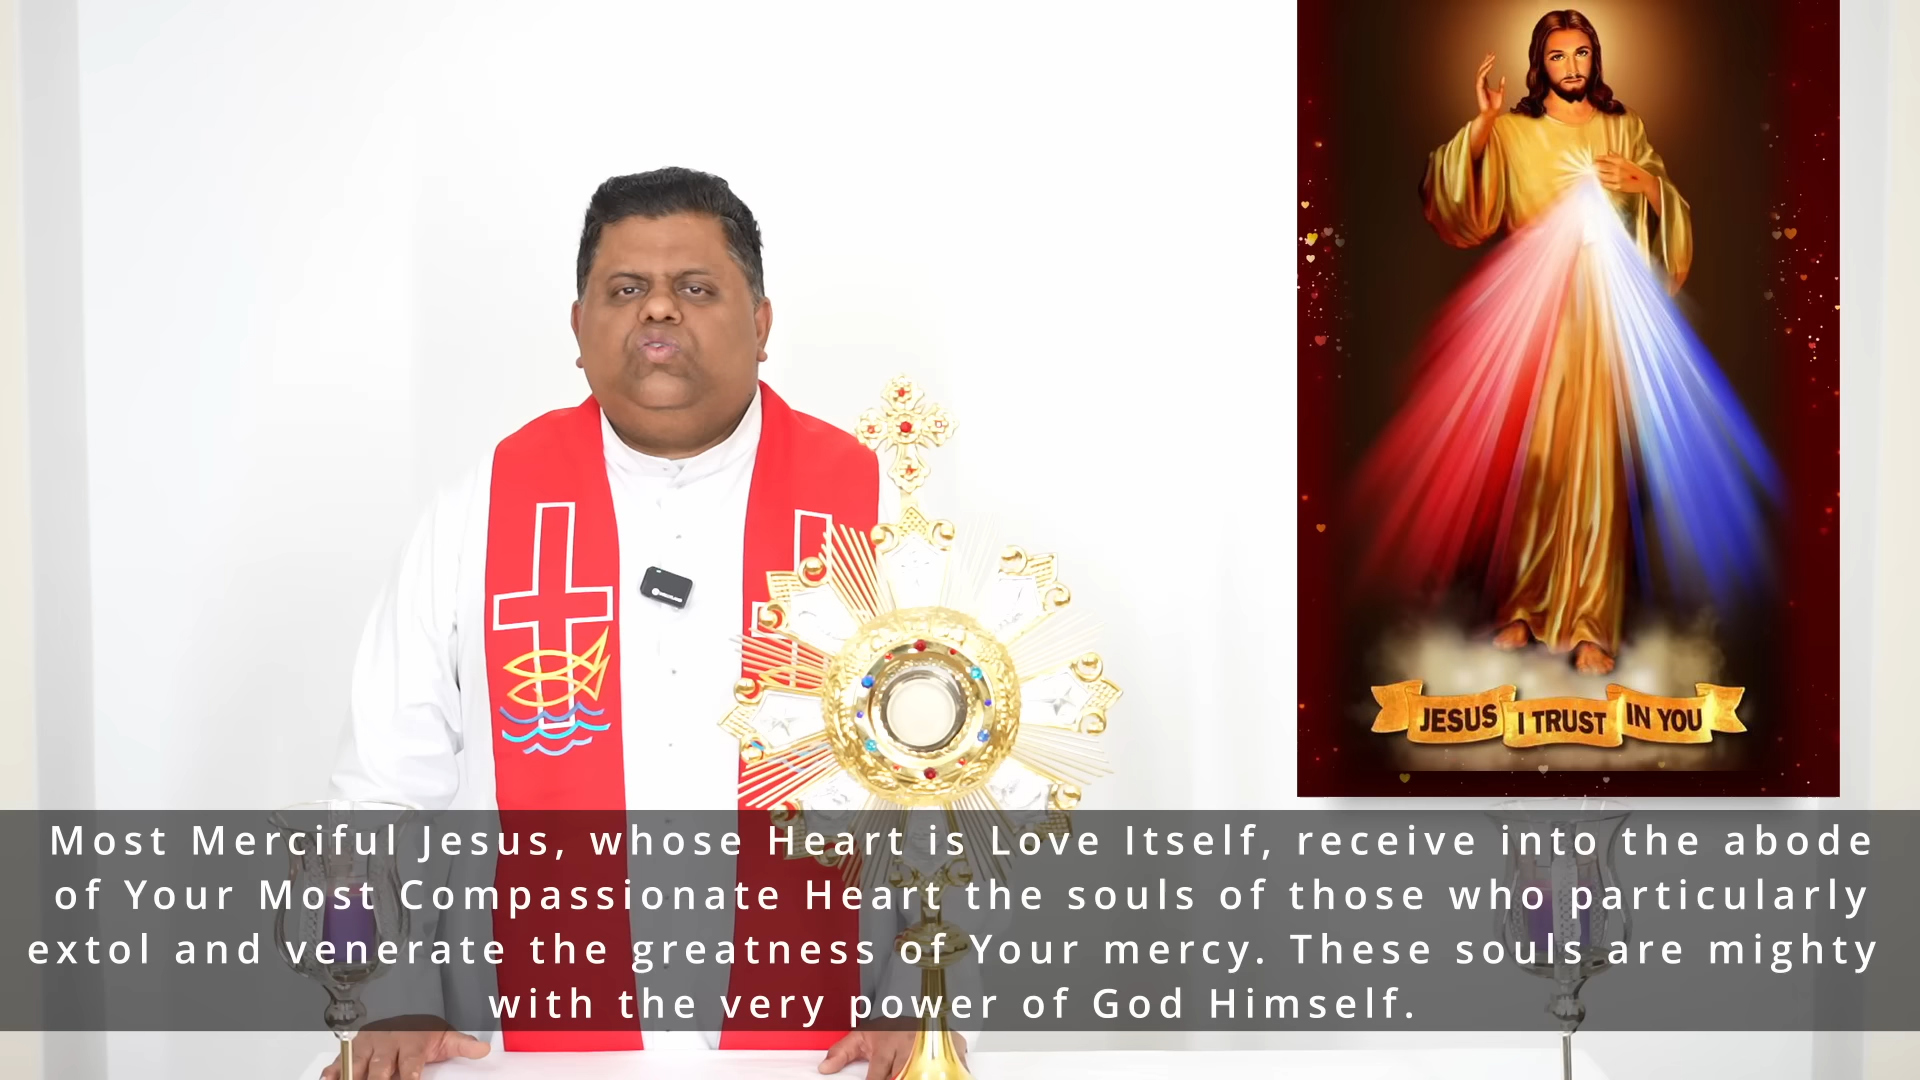 JESUS I TRUST IN YOU
Most Merciful Jesus, whose Heart is Love Itself, receive into the abode
of Your Most Compassionate Heart the souls of those who particularly
extol and venerate the greatness of Your mercy. These souls are mighty
with the very power of God Himself.